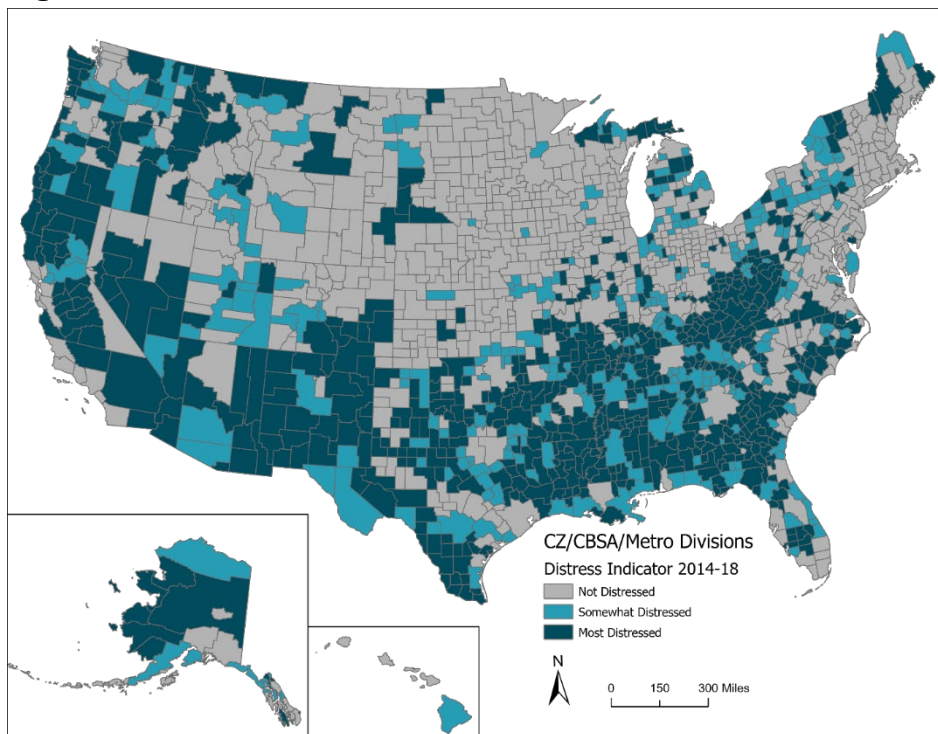 CZ/CBSA/Metro Divisions
Distress Indicator 2014-18
Not Distressed
Somewhat Distressed
Most Distressed
N
0 150 300 Miles